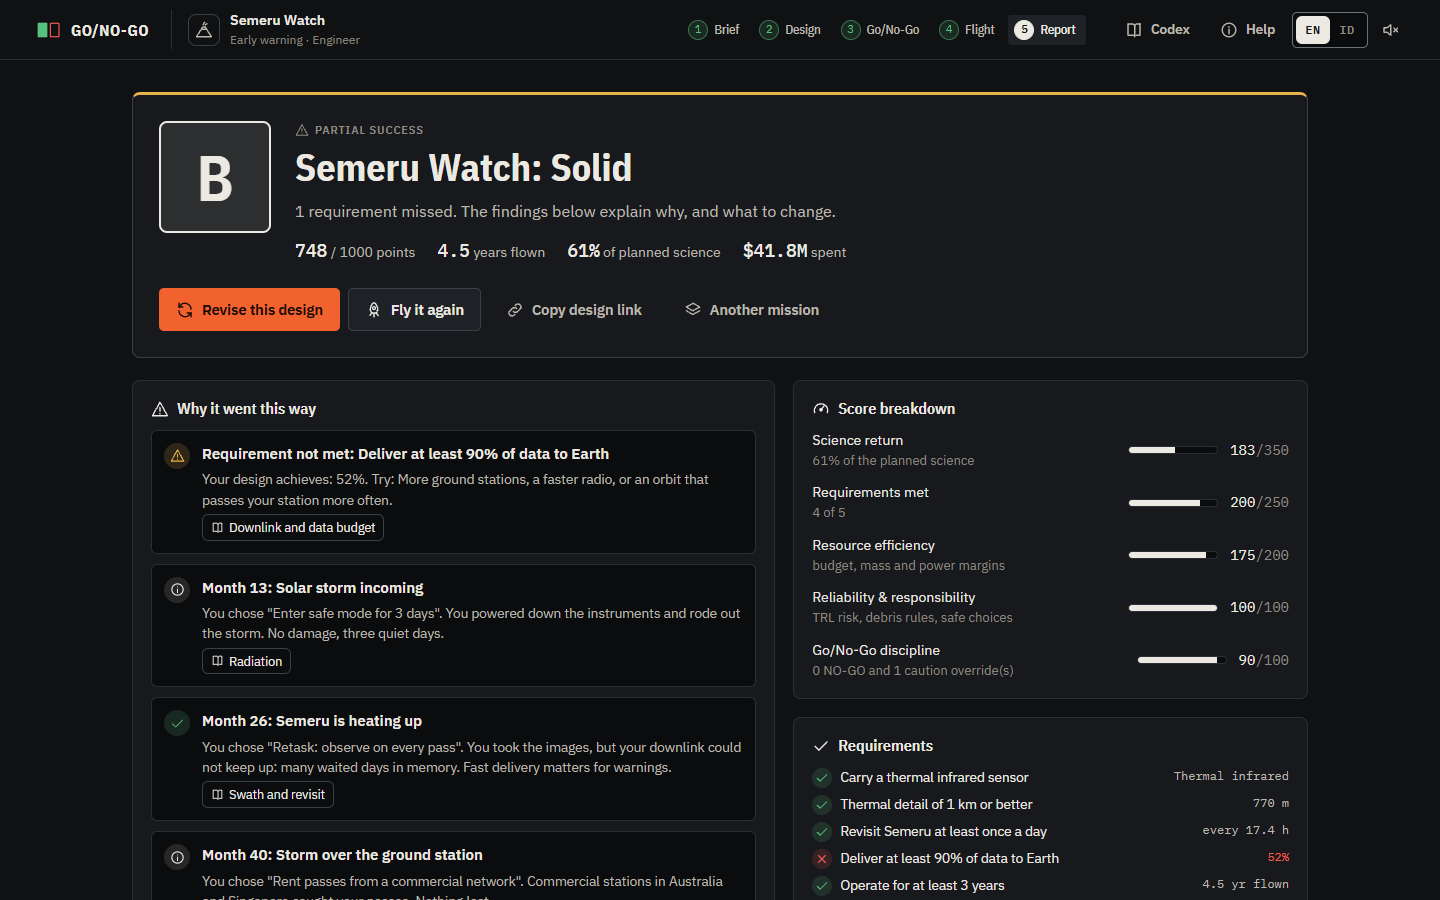 GO/NO-GO
Semeru Watch
Early warning · Engineer
1 Brief
2 Design
3 Go/No-Go
4 Flight
5 Report
Codex
Help
EN ID
PARTIAL SUCCESS
B
Semeru Watch: Solid
1 requirement missed. The findings below explain why, and what to change.
748 / 1000 points 4.5 years flown 61% of planned science $41.8M spent
Revise this design
Fly it again
Copy design link
Another mission
Why it went this way
Requirement not met: Deliver at least 90% of data to Earth
Your design achieves: 52%. Try: More ground stations, a faster radio, or an orbit that
passes your station more often.
Downlink and data budget
Month 13: Solar storm incoming
You chose "Enter safe mode for 3 days". You powered down the instruments and rode out
the storm. No damage, three quiet days.
Radiation
Month 26: Semeru is heating up
You chose "Retask: observe on every pass". You took the images, but your downlink could
not keep up: many waited days in memory. Fast delivery matters for warnings.
Swath and revisit
Month 40: Storm over the ground station
You chose "Rent passes from a commercial network". Commercial stations in Australia
and Singapore caught your passes. Nothing lost.
Score breakdown
Science return
61% of the planned science
183/350
Requirements met
4 of 5
200/250
Resource efficiency
budget, mass and power margins
175/200
Reliability & responsibility
TRL risk, debris rules, safe choices
100/100
Go/No-Go discipline
0 NO-GO and 1 caution override(s)
90/100
Requirements
Carry a thermal infrared sensor Thermal infrared
Thermal detail of 1 km or better 770 m
Revisit Semeru at least once a day every 17.4 h
Deliver at least 90% of data to Earth 52%
Operate for at least 3 years 4.5 yr flown